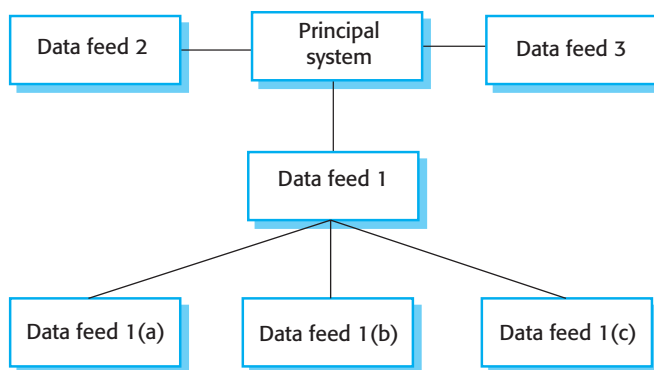 Data feed 2
Principal
system
Data feed 3
Data feed 1
Data feed 1(a)
Data feed 1(b)
Data feed 1(c)